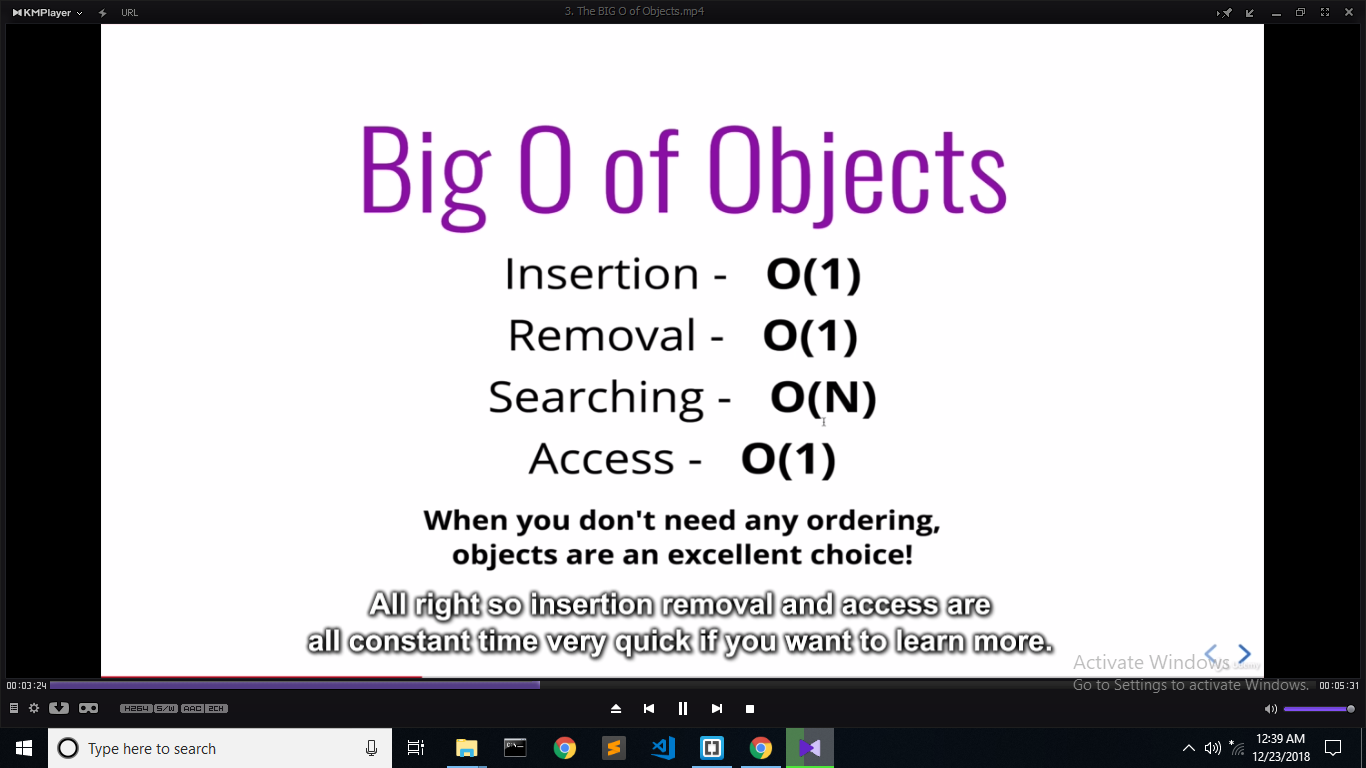 KMPlayer
URL
3. The BIG O of Objects.mp4
Big O of Objects
Insertion - O(1)
Removal - O(1)
Searching - O(N)
Access - O(1)
When you don't need any ordering,
objects are an excellent choice!
All right so insertion removal and access are
all constant time very quick if you want to learn more.
Activate Windows
Go to Settings to activate Windows.
00:03:24
00:05:31
H264 S/W AAC 2CH
Type here to search
12:39 AM
12/23/2018